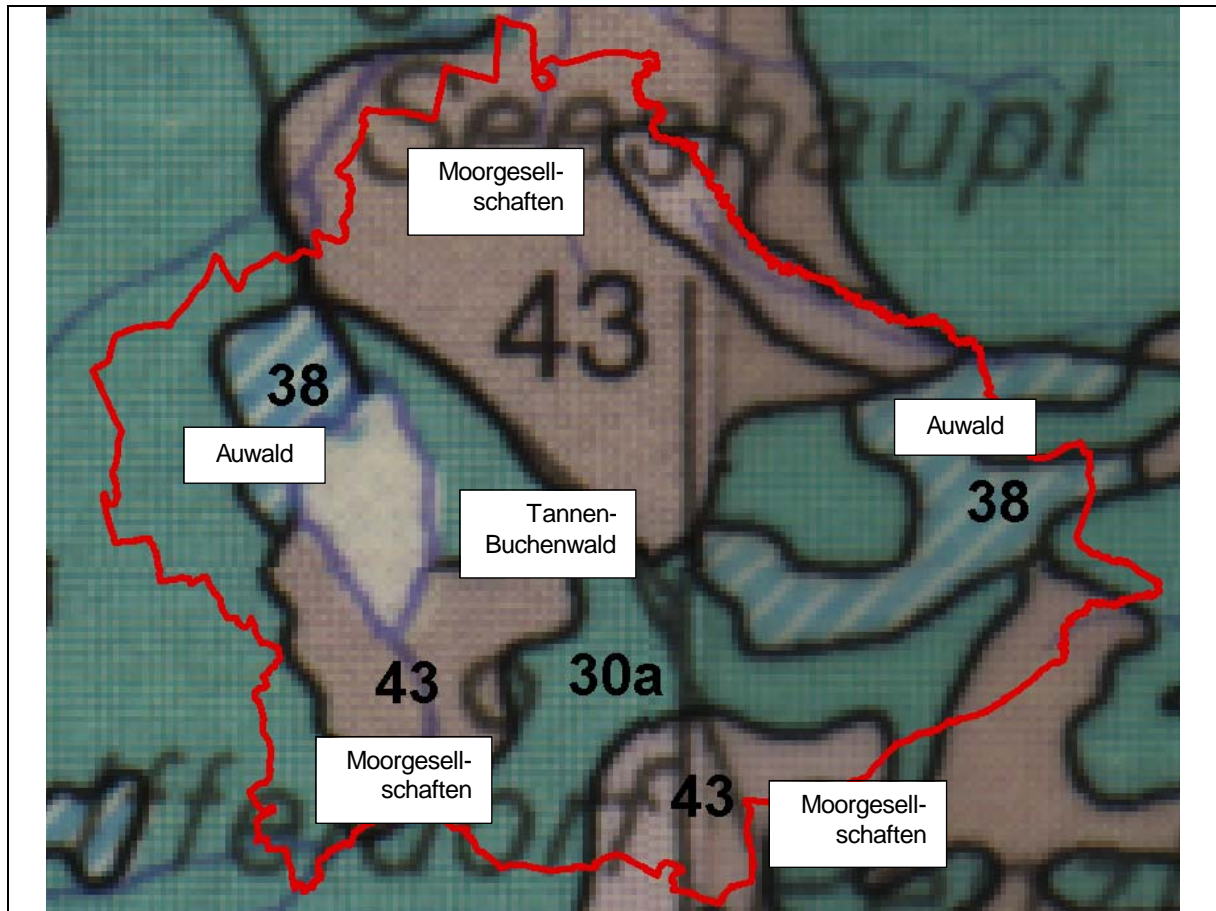 Seeshaupt
Moorgesell-
schaften
43
38
Auwald
Auwald
38
Tannen-
Buchenwald
43
30a
Moorgesell-
schaften
43
Moorgesell-
schaften